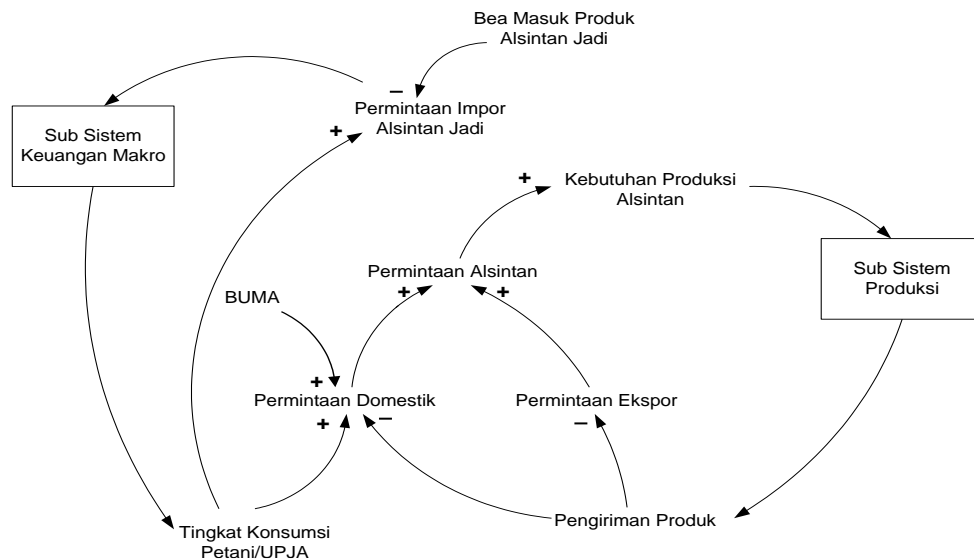 Bea Masuk Produk
Alsintan Jadi
−
Permintaan Impor
Alsintan Jadi
+
Sub Sistem
Keuangan Makro
+
Kebutuhan Produksi
Alsintan
Sub Sistem
Produksi
Permintaan Alsintan
+
+
BUMA
+
Permintaan Domestik
+
−
Permintaan Ekspor
−
Pengiriman Produk
Tingkat Konsumsi
Petani/UPJA